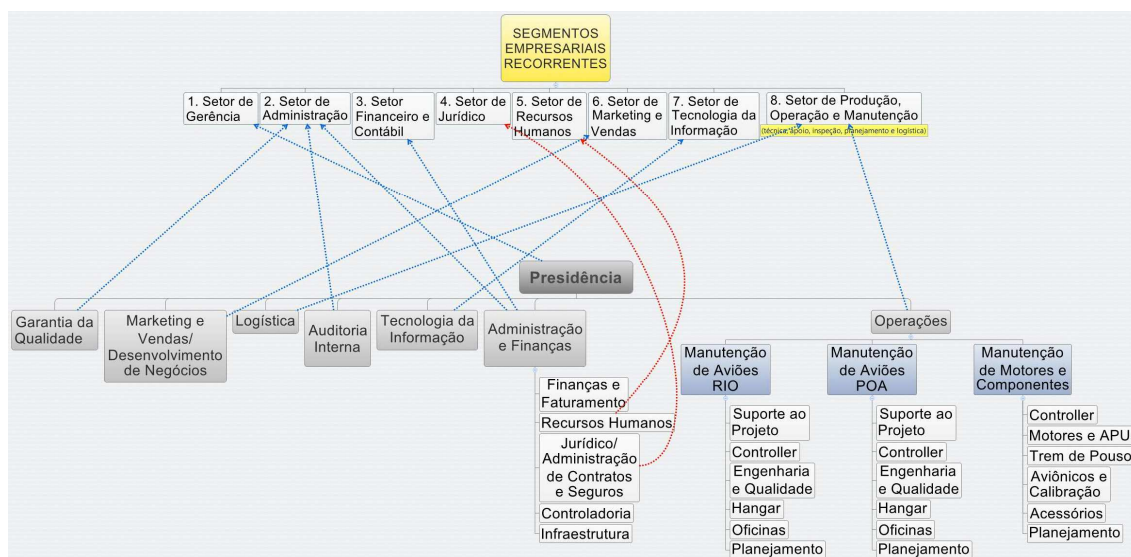 SEGMENTOS
EMPRESARIAIS
RECORRENTES
1. Setor de
Gerência
2. Setor de
Administração
3. Setor
Financeiro e
Contábil
4. Setor de
Jurídico
5. Setor de
Recursos
Humanos
6. Setor de
Marketing e
Vendas
7. Setor de
Tecnologia da
Informação
8. Setor de Produção,
Operação e Manutenção
(técnica, apoio, inspeção, planejamento e logística)
Presidência
Garantia da
Qualidade
Marketing e
Vendas/
Desenvolvimento
de Negócios
Logística
Auditoria
Interna
Tecnologia da
Informação
Administração
e Finanças
Operações
Finanças e
Faturamento
Recursos Humanos
Jurídico/
Administração
de Contratos
e Seguros
Controladoria
Infraestrutura
Manutenção
de Aviões
RIO
Suporte ao
Projeto
Controller
Engenharia
e Qualidade
Hangar
Oficinas
Planejamento
Manutenção
de Aviões
POA
Suporte ao
Projeto
Controller
Engenharia
e Qualidade
Hangar
Oficinas
Planejamento
Manutenção
de Motores e
Componentes
Controller
Motores e APU
Trem de Pouso
Aviônicos e
Calibração
Acessórios
Planejamento